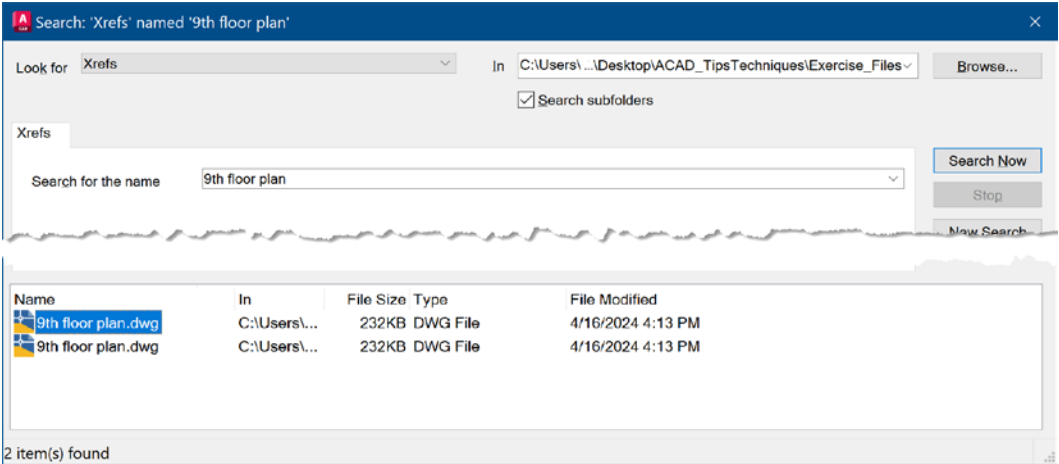 Search: 'Xrefs' named '9th floor plan'
Look for Xrefs In C:\Users\ ...\Desktop\ACAD_TipsTechniques\Exercise_Files Browse...
Search subfolders
Xrefs
Search Now
Search for the name 9th floor plan
Stop
New Search
Name In File Size Type File Modified
9th floor plan.dwg C:\Users\... 232KB DWG File 4/16/2024 4:13 PM
9th floor plan.dwg C:\Users\... 232KB DWG File 4/16/2024 4:13 PM
2 item(s) found